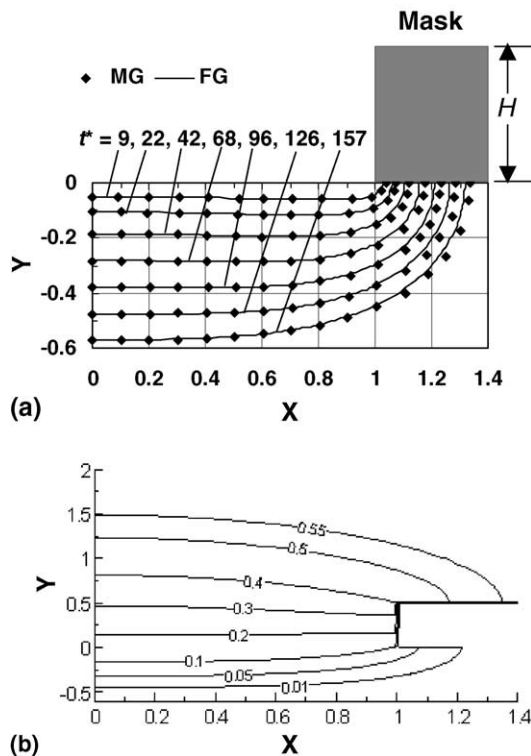 Mask
◆ MG — FG
H
t* = 9, 22, 42, 68, 96, 126, 157
0
-0.2
-0.4
-0.6
Y
0 0.2 0.4 0.6 0.8 1 1.2 1.4
(a)
X
2
1.5
1
0.5
0
-0.5
Y
0.55
0.5
0.4
0.3
0.2
0.1
0.05
0.01
0 0.2 0.4 0.6 0.8 1 1.2 1.4
(b)
X